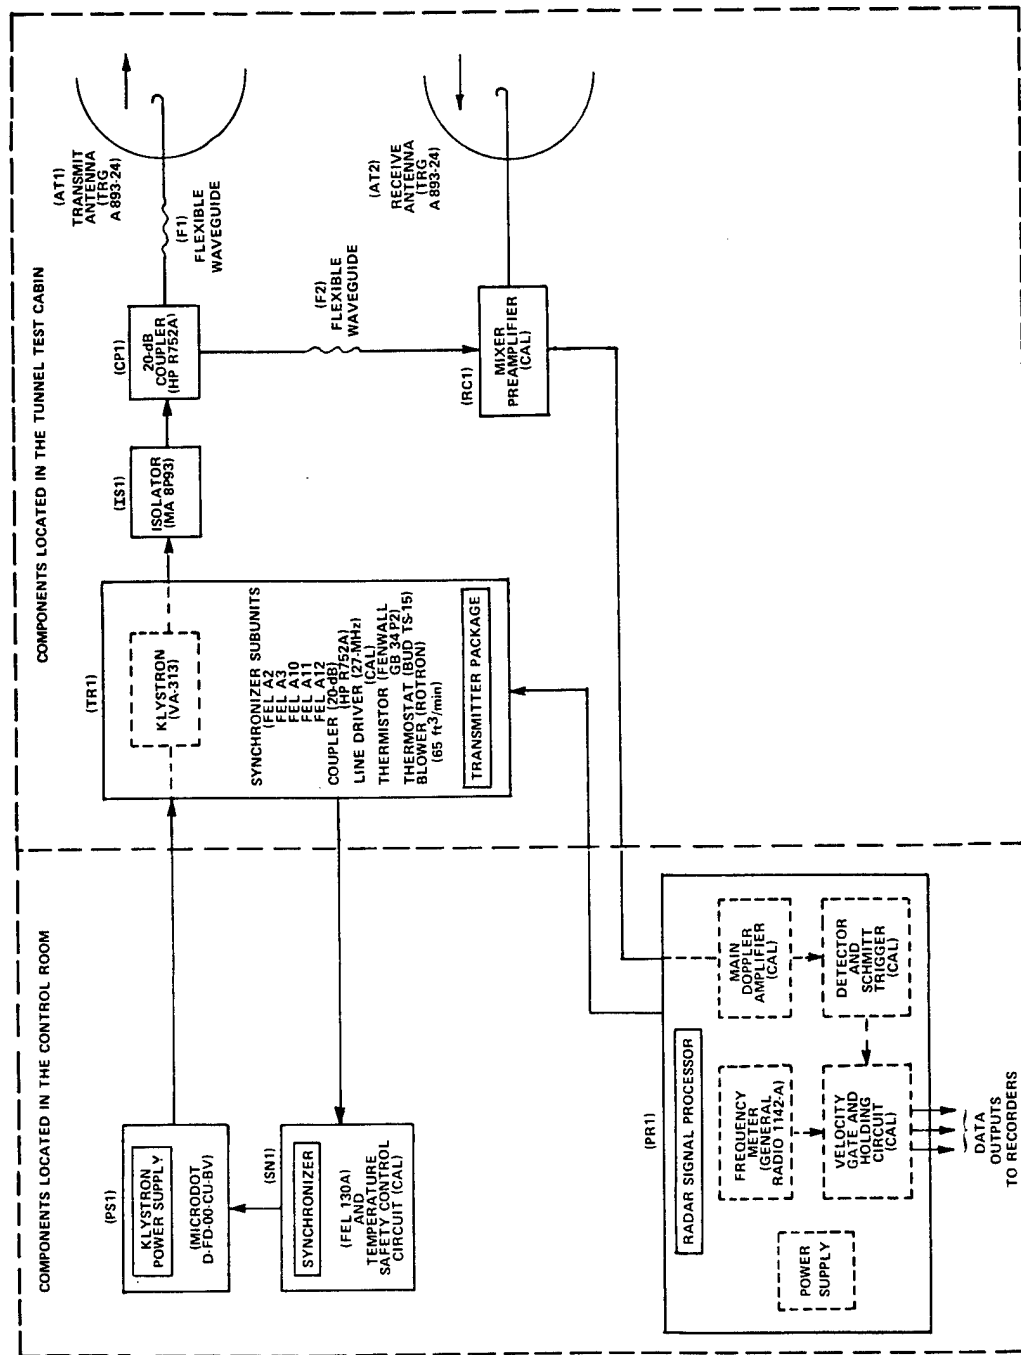 COMPONENTS LOCATED IN THE CONTROL ROOM
COMPONENTS LOCATED IN THE TUNNEL TEST CABIN
(PS1)
KLYSTRON
POWER SUPPLY
(MICRODOT
D-FD-00-CU-BV)
(SN1)
SYNCHRONIZER
(FEL 130A)
AND
TEMPERATURE
SAFETY CONTROL
CIRCUIT (CAL)
(TR1)
KLYSTRON
(VA-313)
SYNCHRONIZER SUBUNITS
(FEL A2
FEL A3
FEL A10
FEL A11
FEL A12
COUPLER (20-dB)
(HP R752A)
LINE DRIVER (27-MHz)
(CAL)
THERMISTOR (FENWALL
GB 34 P2)
THERMOSTAT (BUD TS-15)
BLOWER (ROTRON)
(65 ft3/min)
TRANSMITTER PACKAGE
(IS1)
ISOLATOR
(MA 8P93)
(CP1)
20-dB
COUPLER
(HP R752A)
(F1)
FLEXIBLE
WAVEGUIDE
(AT1)
TRANSMIT
ANTENNA
(TRG
A893-24)
(F2)
FLEXIBLE
WAVEGUIDE
(RC1)
MIXER
PREAMPLIFIER
(CAL)
(AT2)
RECEIVE
ANTENNA
(TRG
A893-24)
(PR1)
RADAR SIGNAL PROCESSOR
POWER
SUPPLY
FREQUENCY
METER
(GENERAL
RADIO 1142-A)
MAIN
DOPPLER
AMPLIFIER
(CAL)
VELOCITY
GATE AND
HOLDING
CIRCUIT
(CAL)
DETECTOR
AND
SCHMITT
TRIGGER
(CAL)
DATA
OUTPUTS
TO RECORDERS